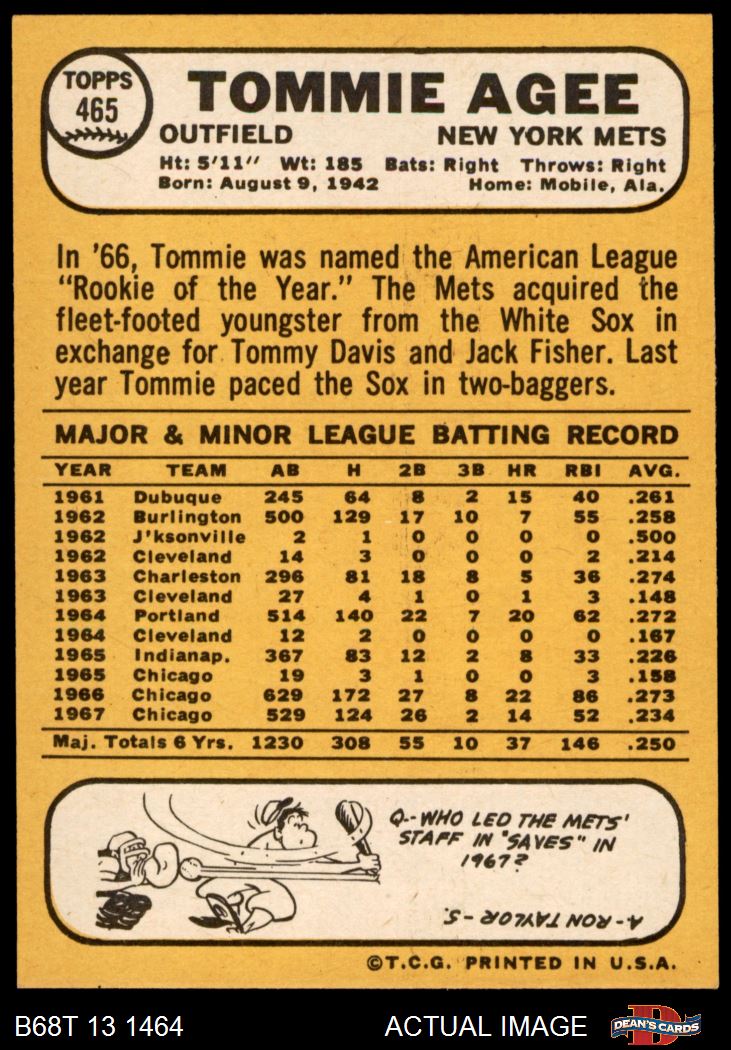 TOPPS
465
TOMMIE AGEE
OUTFIELD NEW YORK METS
Ht: 5'11" Wt: 185 Bats: Right Throws: Right
Born: August 9, 1942 Home: Mobile, Ala.
In '66, Tommie was named the American League
"Rookie of the Year." The Mets acquired the
fleet-footed youngster from the White Sox in
exchange for Tommy Davis and Jack Fisher. Last
year Tommie paced the Sox in two-baggers.
MAJOR & MINOR LEAGUE BATTING RECORD
YEAR TEAM AB H 2B 3B HR RBI AVG.
1961 Dubuque 245 64 8 2 15 40 .261
1962 Burlington 500 129 17 10 7 55 .258
1962 J'ksonville 2 1 0 0 0 0 .500
1962 Cleveland 14 3 0 0 0 2 .214
1963 Charleston 296 81 18 8 5 36 .274
1963 Cleveland 27 4 1 0 1 3 .148
1964 Portland 514 140 22 7 20 62 .272
1964 Cleveland 12 2 0 0 0 0 .167
1965 Indianap. 367 83 12 2 8 33 .226
1965 Chicago 19 3 1 0 0 3 .158
1966 Chicago 629 172 27 8 22 86 .273
1967 Chicago 529 124 26 2 14 52 .234
Maj. Totals 6 Yrs. 1230 308 55 10 37 146 .250
Q-- WHO LED THE METS'
STAFF IN "SAVES" IN
1967?
A- RON TAYLOR - 8.
©T.C.G. PRINTED IN U.S.A.
B68T 13 1464 ACTUAL IMAGE
D
DEAN'S CARDS